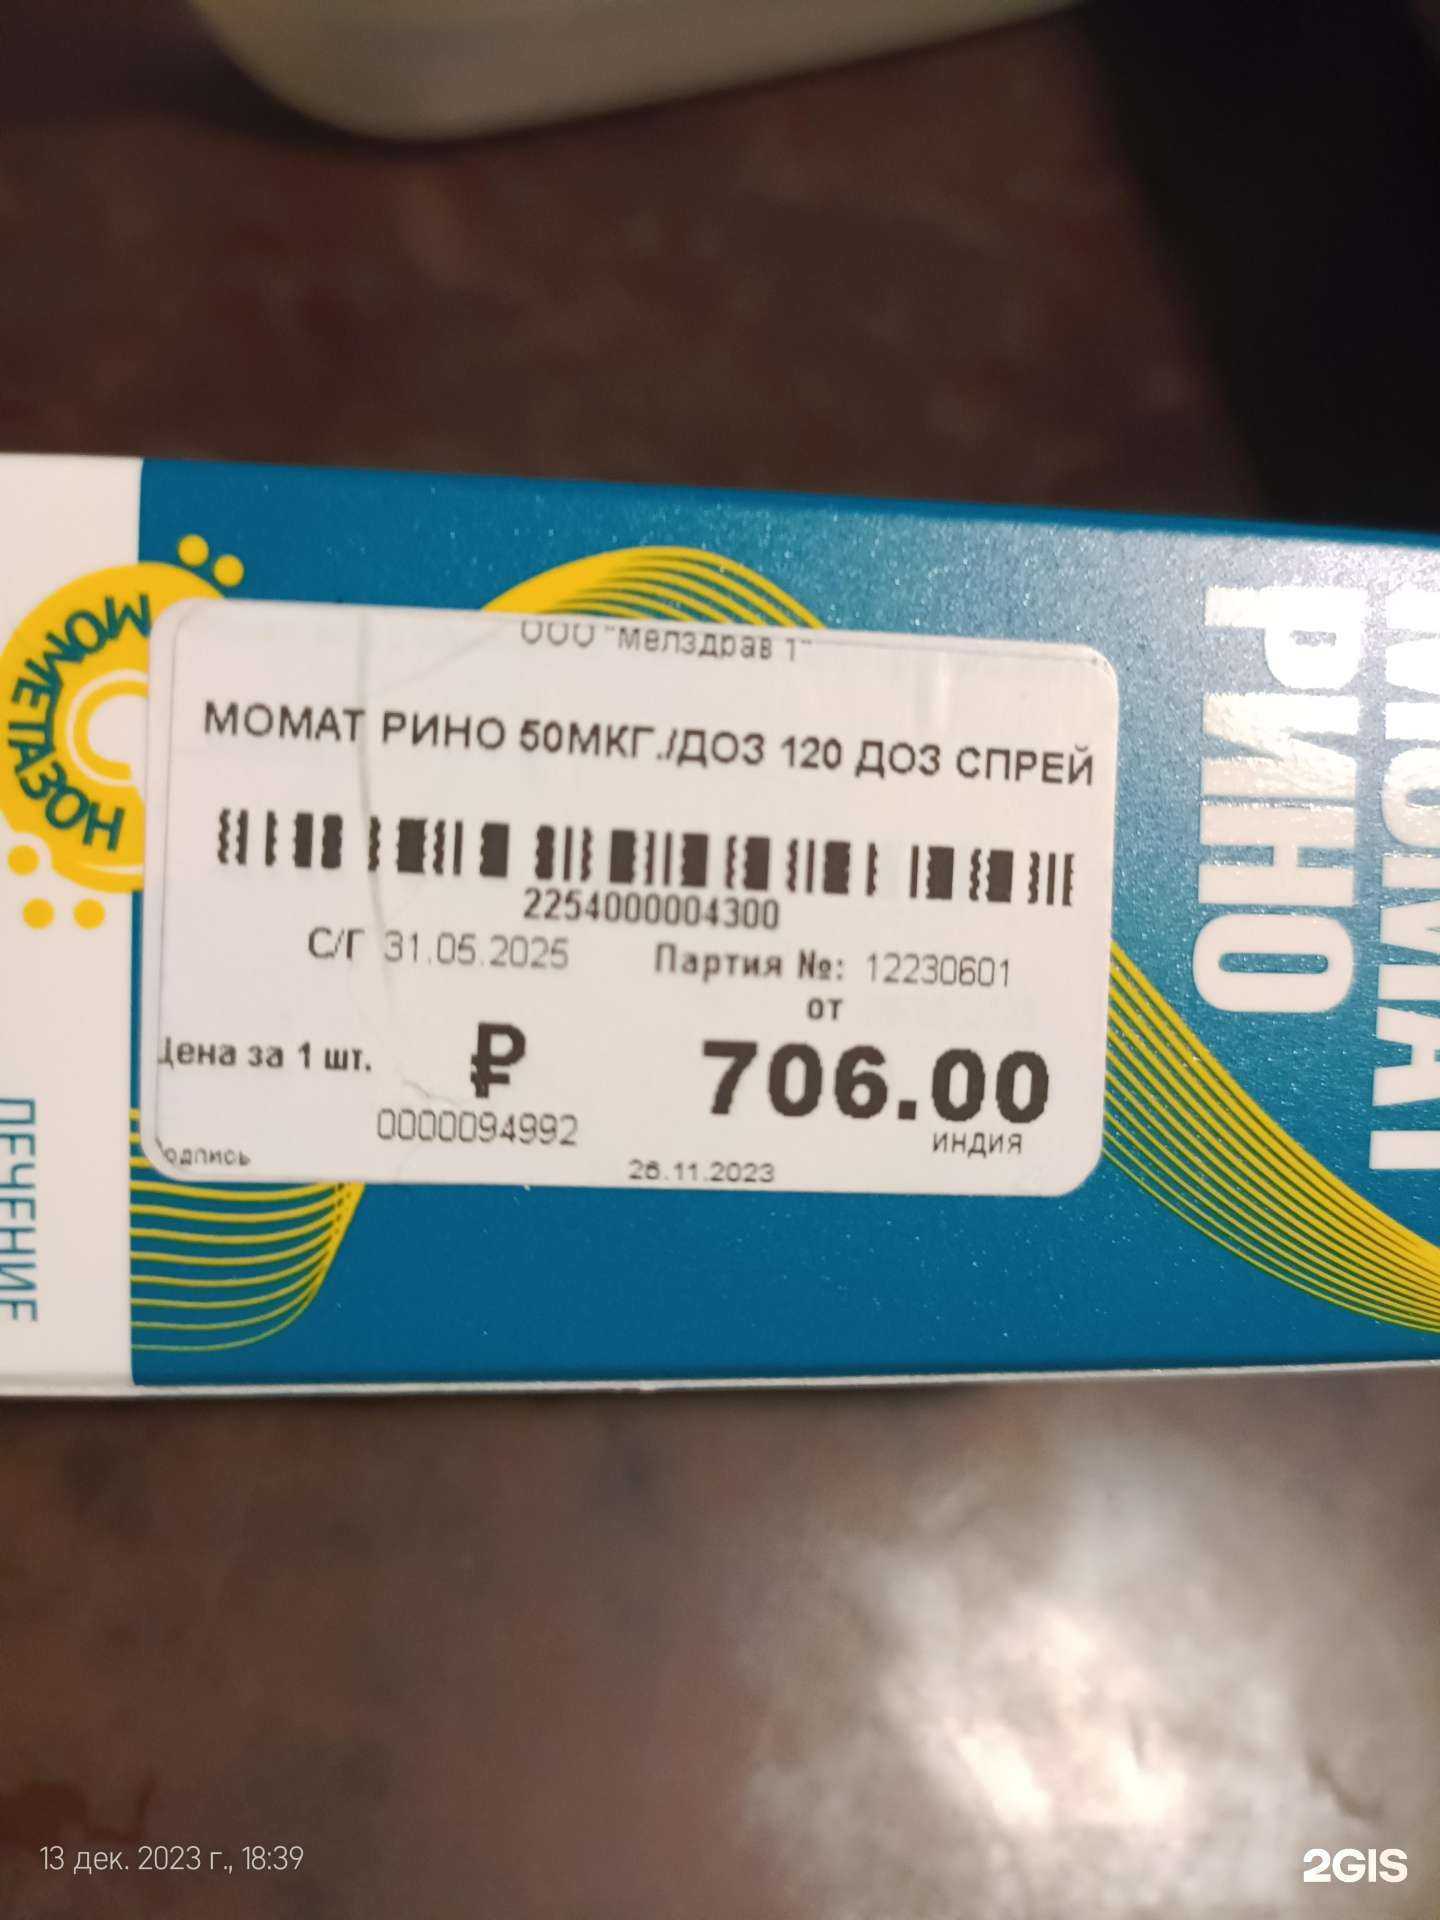 МОМЕТАЗОН
ООО "Мелздрав 1"
МОМАТ РИНО 50МКГ./ДОЗ 120 ДОЗ СПРЕЙ
2254000004300
С/Г 31.05.2025 Партия №: 12230601
от
Цена за 1 шт. ₽ 706.00
0000094992 ИНДИЯ
одпись 26.11.2023
МОМАТ
РИНО
ЛЕЧЕНИЕ
13 дек. 2023 г., 18:39
2GIS